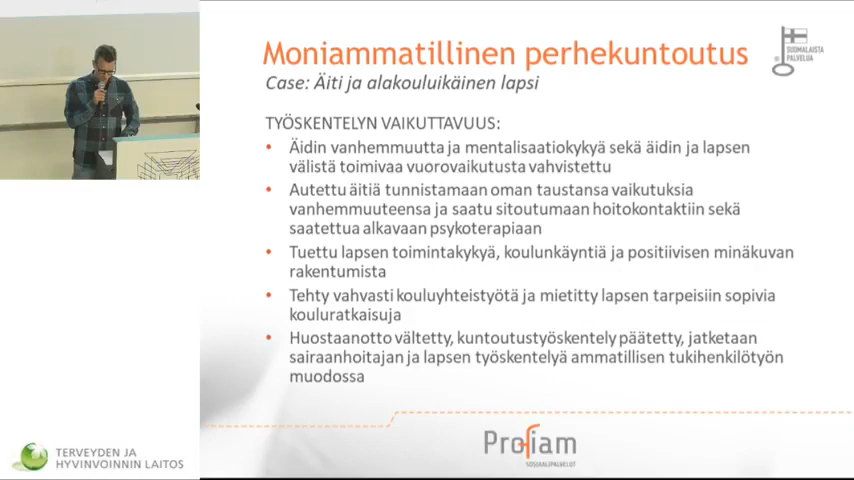 Moniammatillinen perhekuntoutus
Case: Äiti ja alakouluikäinen lapsi
SUOMALAISTA
PALVELUA
TYÖSKENTELYN VAIKUTTAVUUS:
• Äidin vanhemmuutta ja mentalisaatiokykyä sekä äidin ja lapsen
välistä toimivaa vuorovaikutusta vahvistettu
• Autettu äitiä tunnistamaan oman taustansa vaikutuksia
vanhemmuuteensa ja saatu sitoutumaan hoitokontaktiin sekä
saatettua alkavaan psykoterapiaan
• Tuettu lapsen toimintakykyä, koulunkäyntiä ja positiivisen minäkuvan
rakentumista
• Tehty vahvasti kouluyhteistyötä ja mietitty lapsen tarpeisiin sopivia
kouluratkaisuja
• Huostaanotto vältetty, kuntoutustyöskentely päätetty, jatketaan
sairaanhoitajan ja lapsen työskentelyä ammatillisen tukihenkilötyön
muodossa
TERVEYDEN JA
HYVINVOINNIN LAITOS
Profiam
SOSIAALIPALVELUT